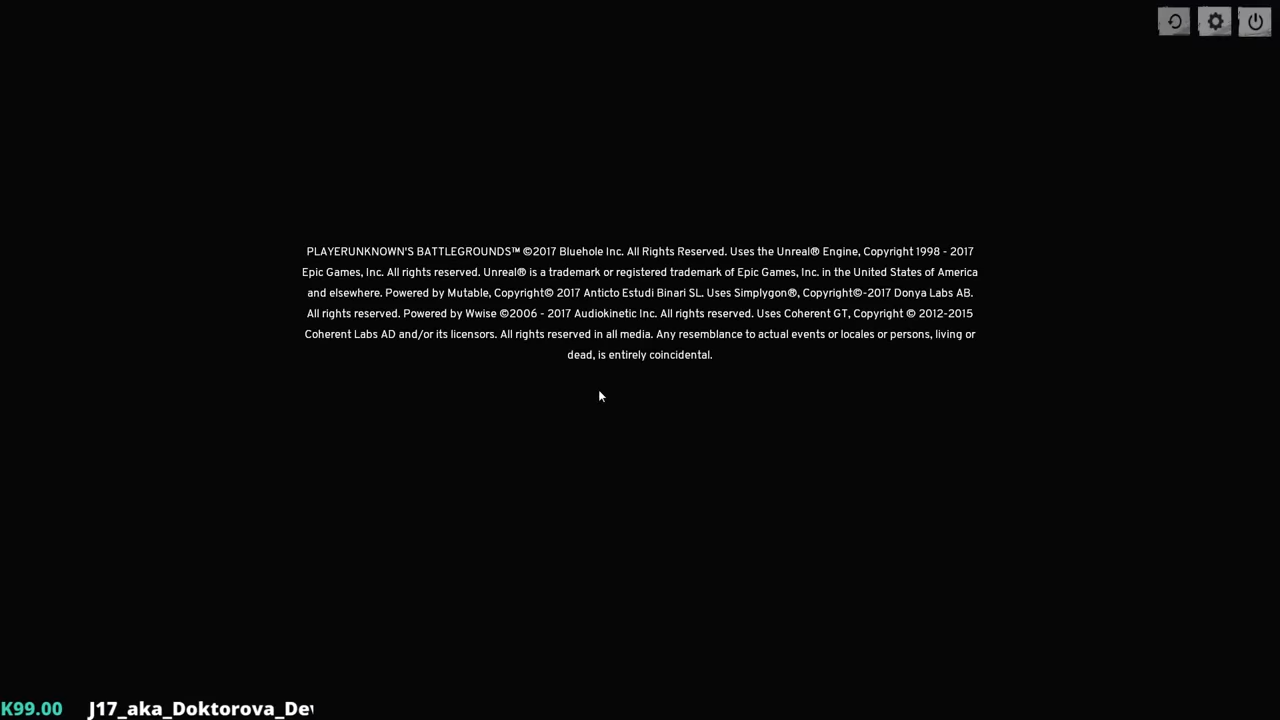 PLAYERUNKNOWN'S BATTLEGROUNDS™ ©2017 Bluehole Inc. All Rights Reserved. Uses the Unreal® Engine, Copyright 1998 - 2017
Epic Games, Inc. All rights reserved. Unreal® is a trademark or registered trademark of Epic Games, Inc. in the United States of America
and elsewhere. Powered by Mutable, Copyright© 2017 Anticto Estudi Binari SL. Uses Simplygon®, Copyright©-2017 Donya Labs AB.
All rights reserved. Powered by Wwise ©2006 - 2017 Audiokinetic Inc. All rights reserved. Uses Coherent GT, Copyright © 2012-2015
Coherent Labs AD and/or its licensors. All rights reserved in all media. Any resemblance to actual events or locales or persons, living or
dead, is entirely coincidental.
K99.00 J17_aka_Doktorova_Dev